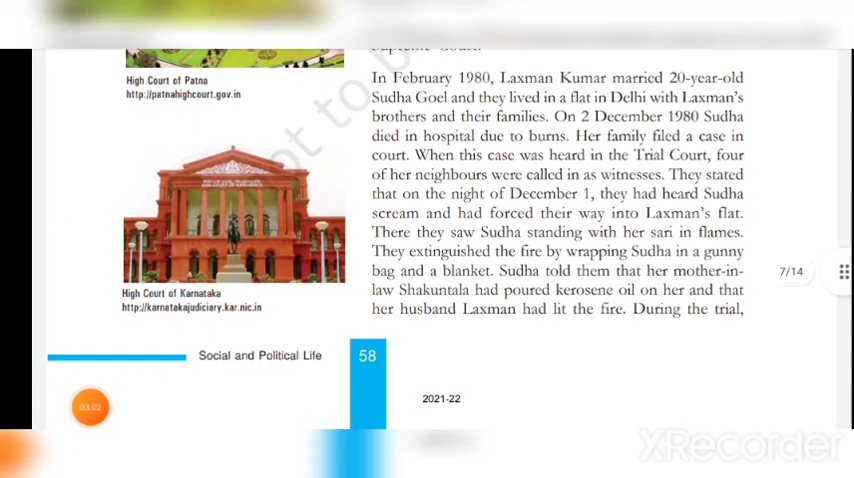 Supreme Court.
High Court of Patna
http://patnahighcourt.gov.in
In February 1980, Laxman Kumar married 20-year-old
Sudha Goel and they lived in a flat in Delhi with Laxman's
brothers and their families. On 2 December 1980 Sudha
died in hospital due to burns. Her family filed a case in
court. When this case was heard in the Trial Court, four
of her neighbours were called in as witnesses. They stated
that on the night of December 1, they had heard Sudha
scream and had forced their way into Laxman's flat.
There they saw Sudha standing with her sari in flames.
They extinguished the fire by wrapping Sudha in a gunny
bag and a blanket. Sudha told them that her mother-in-
law Shakuntala had poured kerosene oil on her and that
her husband Laxman had lit the fire. During the trial,
High Court of Karnataka
http://karnatakajudiciary.kar.nic.in
7/14
Social and Political Life
58
2021-22
03:02
XRecorder